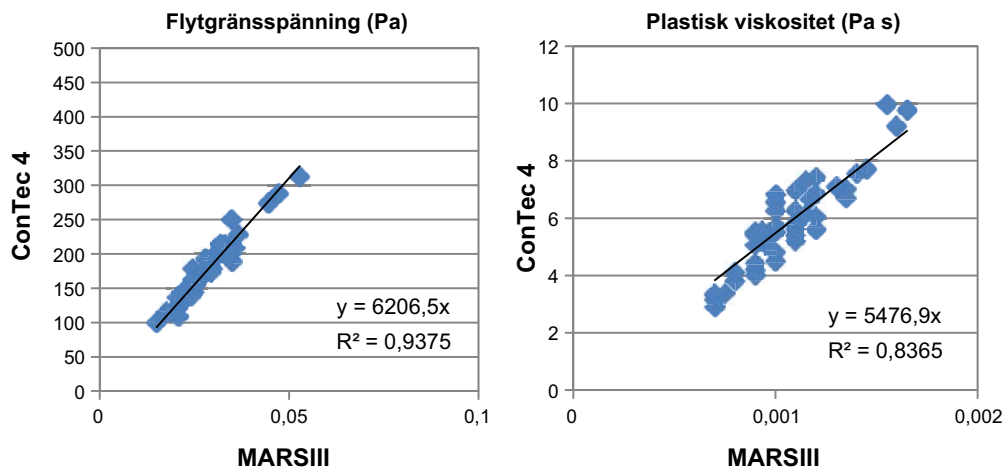 Flytgränsspänning (Pa)
500
450
400
350
300
250
200
150
100
50
0
ConTec 4
y = 6206,5x
R² = 0,9375
0
0,05
0,1
MARSIII
Plastisk viskositet (Pa s)
12
10
8
6
4
2
0
ConTec 4
y = 5476,9x
R² = 0,8365
0
0,001
0,002
MARSIII